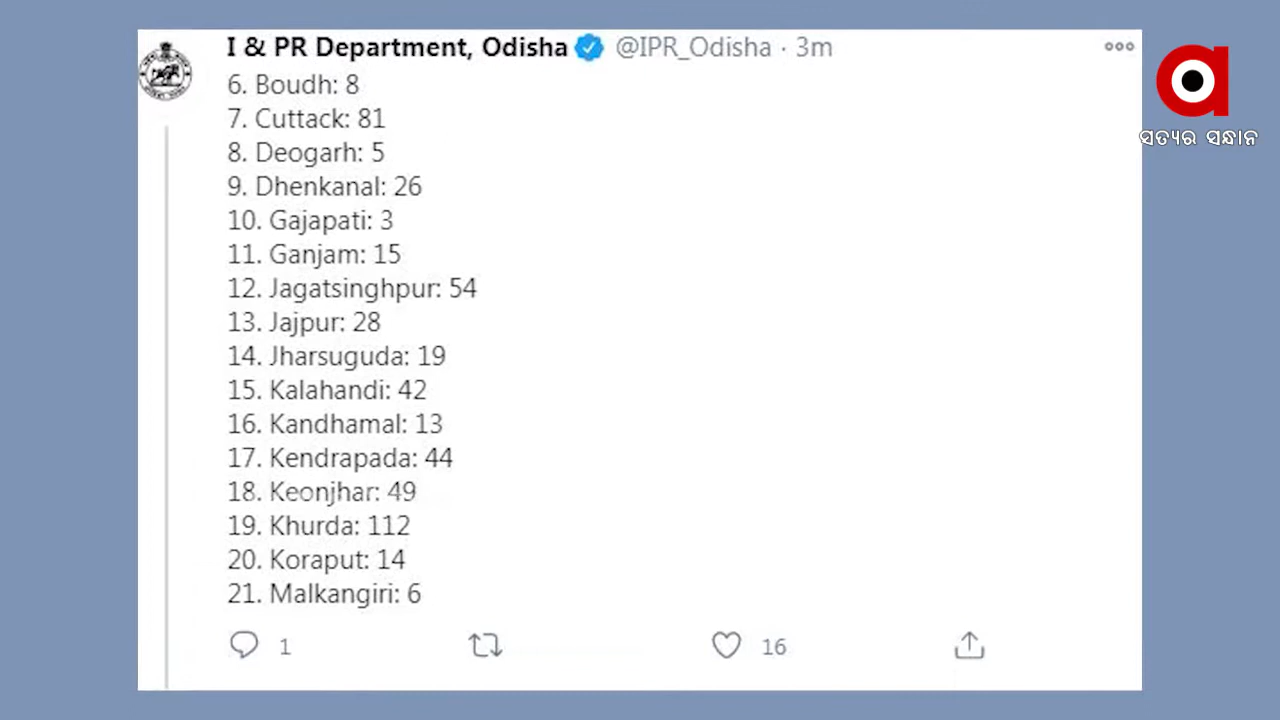 I & PR Department, Odisha @IPR_Odisha · 3m
6. Boudh: 8
7. Cuttack: 81
8. Deogarh: 5
9. Dhenkanal: 26
10. Gajapati: 3
11. Ganjam: 15
12. Jagatsinghpur: 54
13. Jajpur: 28
14. Jharsuguda: 19
15. Kalahandi: 42
16. Kandhamal: 13
17. Kendrapada: 44
18. Keonjhar: 49
19. Khurda: 112
20. Koraput: 14
21. Malkangiri: 6
1 16
a
ସତ୍ୟର ସନ୍ଧାନ